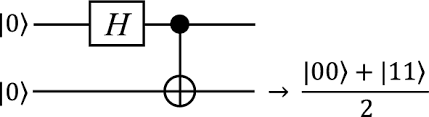 |0⟩ H
|0⟩ → |00⟩ + |11⟩
2